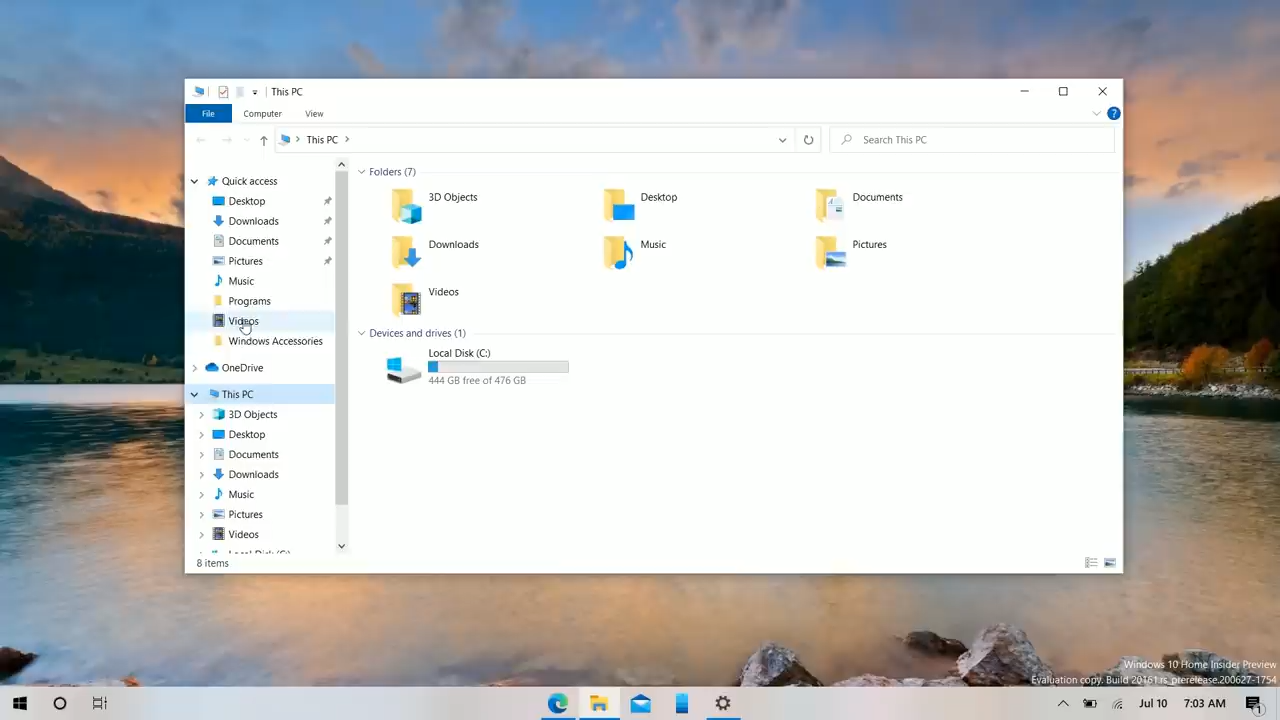 This PC
File Computer View
This PC
Search This PC
Quick access
Desktop
Downloads
Documents
Pictures
Music
Programs
Videos
Windows Accessories
OneDrive
This PC
3D Objects
Desktop
Documents
Downloads
Music
Pictures
Videos
Local Disk (C:)
Folders (7)
3D Objects
Desktop
Documents
Downloads
Music
Pictures
Videos
Devices and drives (1)
Local Disk (C:)
444 GB free of 476 GB
8 items
Windows 10 Home Insider Preview
Evaluation copy. Build 20161.rs_prerelease.200627-1754
Jul 10 7:03 AM
1